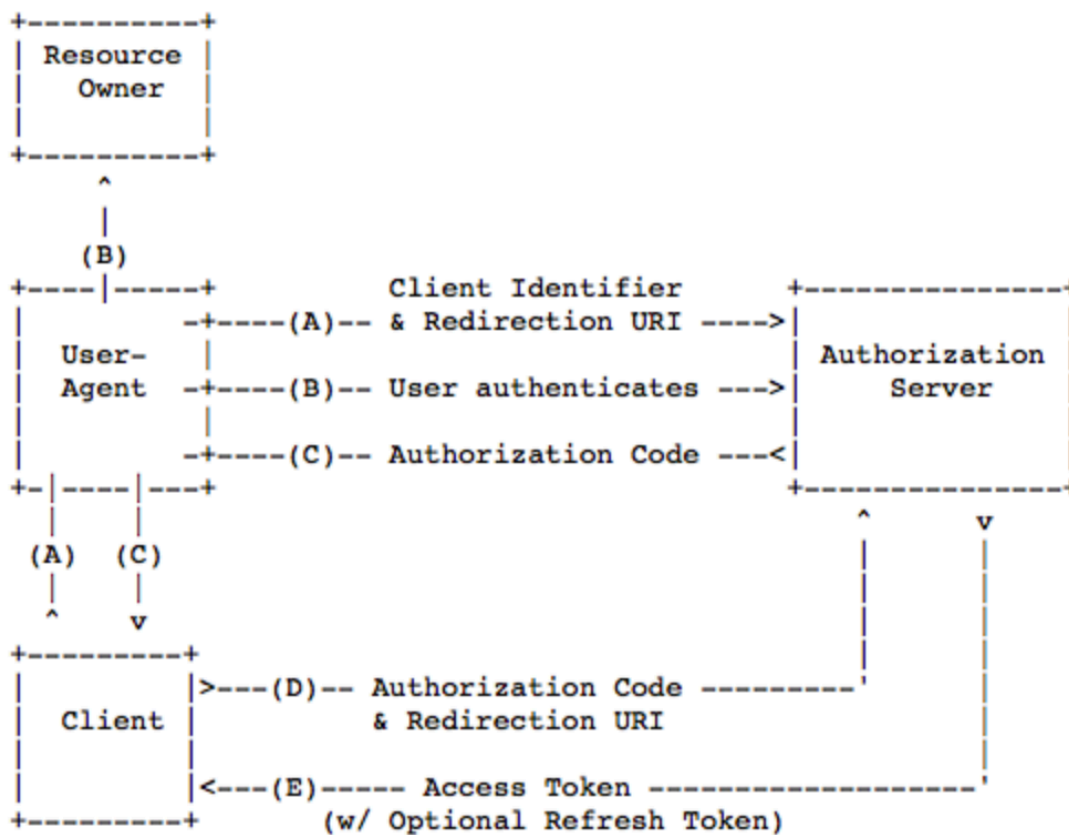 +----------+
| Resource |
|   Owner  |
|          |
+----------+
     ^
     |
    (B)
+----|-----+          Client Identifier      +---------------+
|         -+----(A)-- & Redirection URI ---->|               |
|  User-   |                                 | Authorization |
|  Agent  -+----(B)-- User authenticates --->|     Server    |
|          |                                 |               |
|         -+----(C)-- Authorization Code ---<|               |
+-|----|---+                                 +---------------+
  |    |                                         ^      v
 (A)  (C)                                        |      |
  |    |                                         |      |
  ^    v                                         |      |
+---------+                                      |      |
|         |>---(D)-- Authorization Code ---------'      |
|  Client |          & Redirection URI                  |
|         |                                             |
|         |<---(E)----- Access Token -------------------'
+---------+       (w/ Optional Refresh Token)